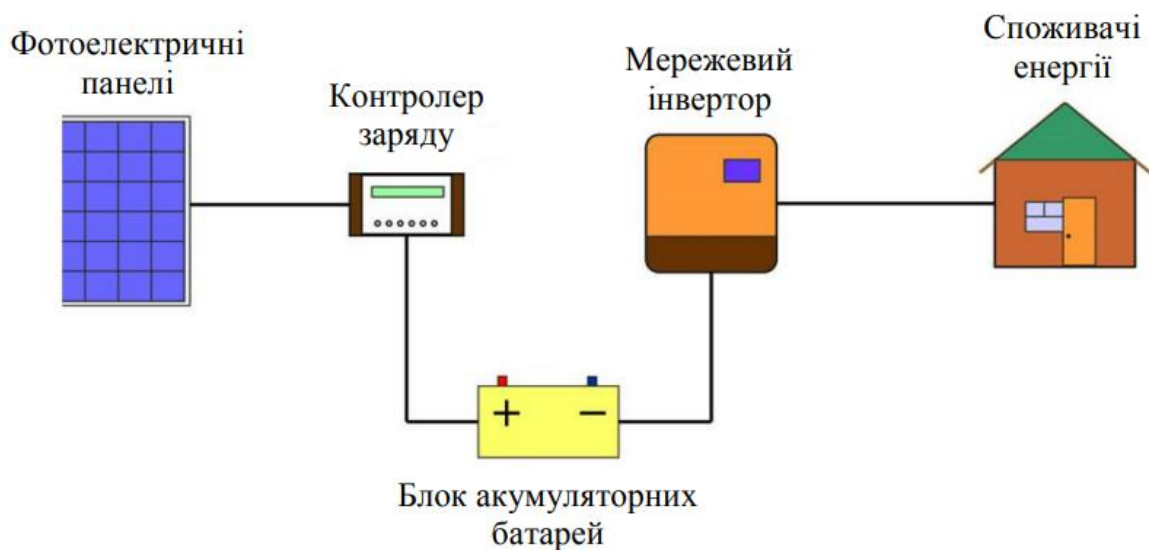 Фотоелектричні
панелі
Контролер
заряду
Мережевий
інвертор
Споживачі
енергії
+ −
Блок акумуляторних
батарей